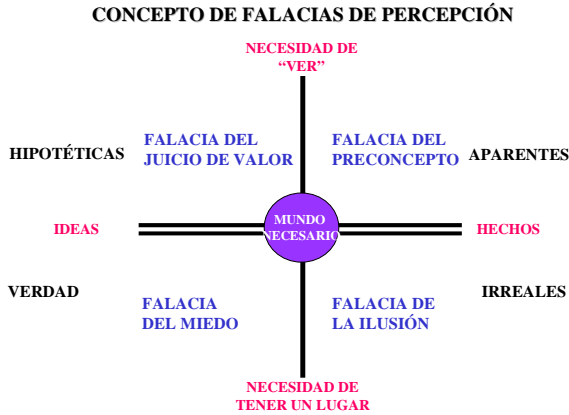 CONCEPTO DE FALACIAS DE PERCEPCIÓN
NECESIDAD DE
“VER”
HIPOTÉTICAS
FALACIA DEL
JUICIO DE VALOR
FALACIA DEL
PRECONCEPTO
APARENTES
IDEAS
MUNDO
NECESARIO
HECHOS
VERDAD
FALACIA
DEL MIEDO
FALACIA DE
LA ILUSIÓN
IRREALES
NECESIDAD DE
TENER UN LUGAR